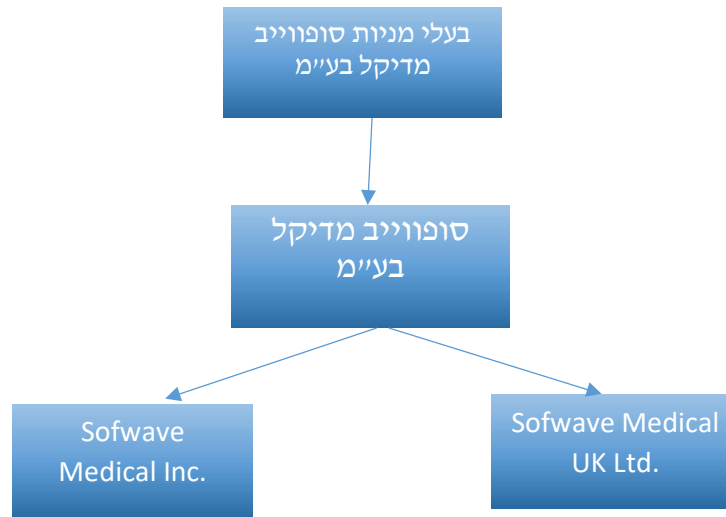 בעלי מניות סופווייב
מדיקל בע״מ
סופווייב מדיקל
בע״מ
Sofwave
Medical Inc.
Sofwave Medical
UK Ltd.